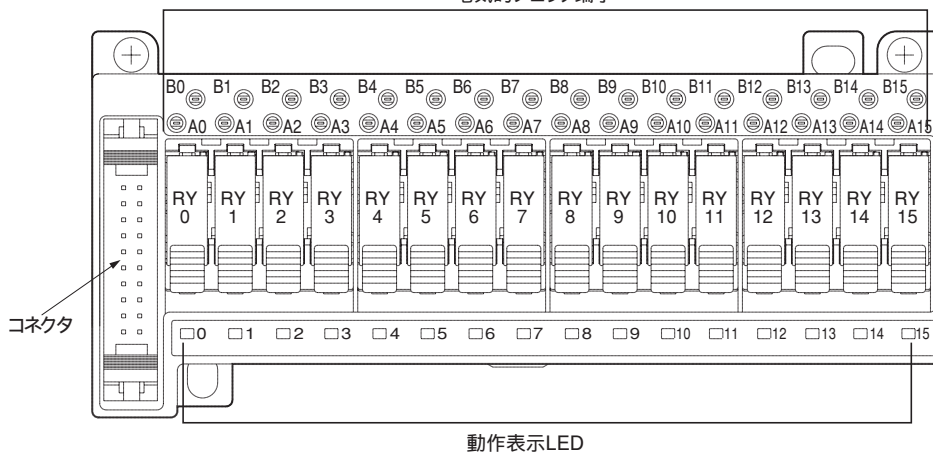 B0 B1 B2 B3 B4 B5 B6 B7 B8 B9 B10 B11 B12 B13 B14 B15
A0 A1 A2 A3 A4 A5 A6 A7 A8 A9 A10 A11 A12 A13 A14 A15
RY RY RY RY RY RY RY RY RY RY RY RY RY RY RY RY
0 1 2 3 4 5 6 7 8 9 10 11 12 13 14 15
コネクタ
0 1 2 3 4 5 6 7 8 9 10 11 12 13 14 15
動作表示LED